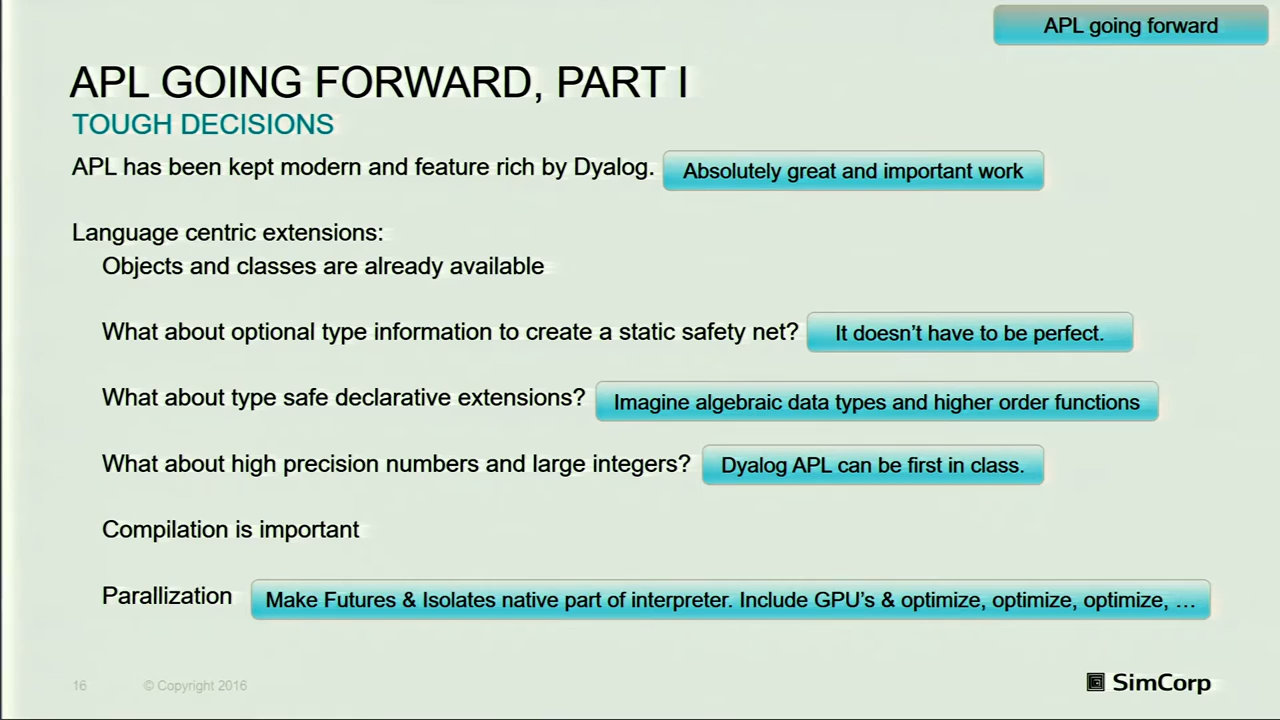 APL going forward
APL GOING FORWARD, PART I
TOUGH DECISIONS
APL has been kept modern and feature rich by Dyalog. Absolutely great and important work
Language centric extensions:
Objects and classes are already available
What about optional type information to create a static safety net? It doesn't have to be perfect.
What about type safe declarative extensions? Imagine algebraic data types and higher order functions
What about high precision numbers and large integers? Dyalog APL can be first in class.
Compilation is important
Parallization Make Futures & Isolates native part of interpreter. Include GPU's & optimize, optimize, optimize, …
16 © Copyright 2016 SimCorp